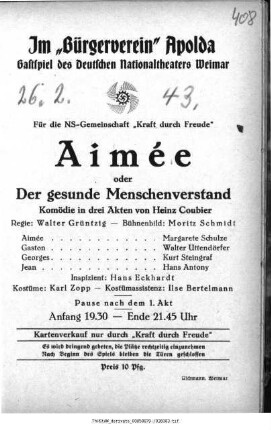 408
Im „Bürgerverein" Apolda
Gastspiel des Deutschen Nationaltheaters Weimar
26. 2. 43,
Für die NS-Gemeinschaft „Kraft durch Freude"
Aimée
oder
Der gesunde Menschenverstand
Komödie in drei Akten von Heinz Coubier
Regie: Walter Grüntzig — Bühnenbild: Moritz Schmidt
Aimée . . . . . . . . . . . Margarete Schulze
Gaston . . . . . . . . . . . Walter Uttendörfer
Georges . . . . . . . . . . . Kurt Steingraf
Jean . . . . . . . . . . . Hans Antony
Inspizient: Hans Eckhardt
Kostüme: Karl Zopp — Kostümassistenz: Ilse Bertelmann
Pause nach dem 1. Akt
Anfang 19.30 — Ende 21.45 Uhr
Kartenverkauf nur durch „Kraft durch Freude"
Es wird dringend gebeten, die Plätze rechtzeitig einzunehmen
Nach Beginn des Spiels bleiben die Türen geschlossen
Preis 10 Pfg.
Weimar